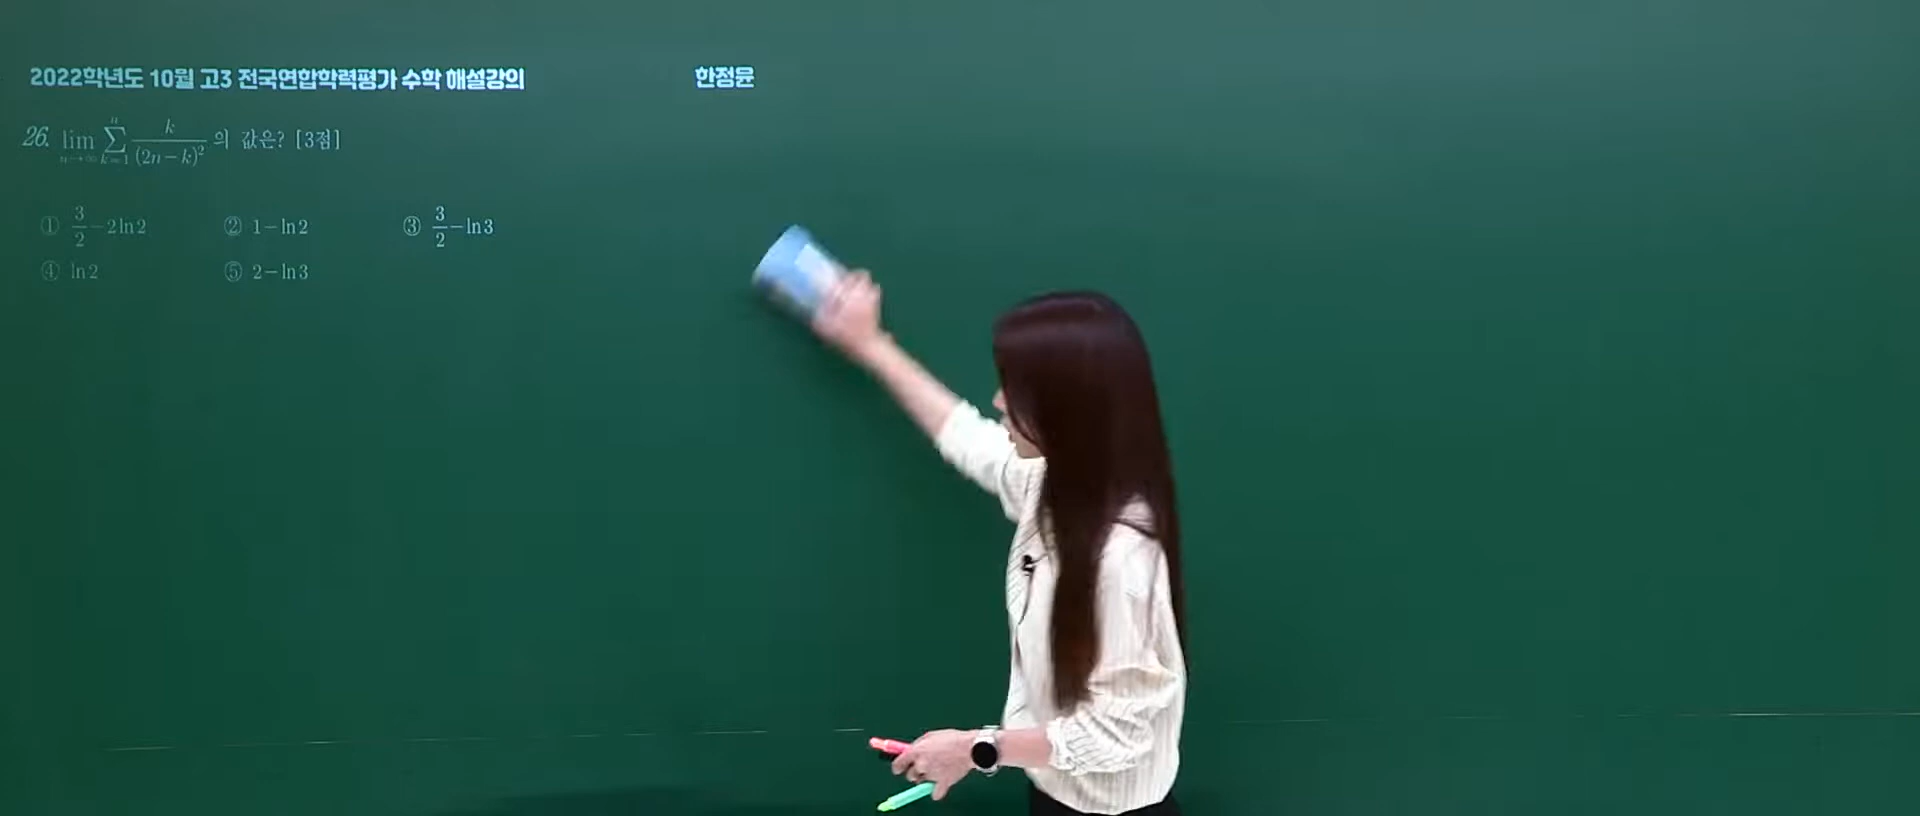 2022학년도 10월 고3 전국연합학력평가 수학 해설강의 한정윤
26. lim n→∞ ∑ k=1 n k/(2n−k)² 의 값은? [3점]
① 3/2−2ln2 ② 1−ln2 ③ 3/2−ln3
④ ln2 ⑤ 2−ln3